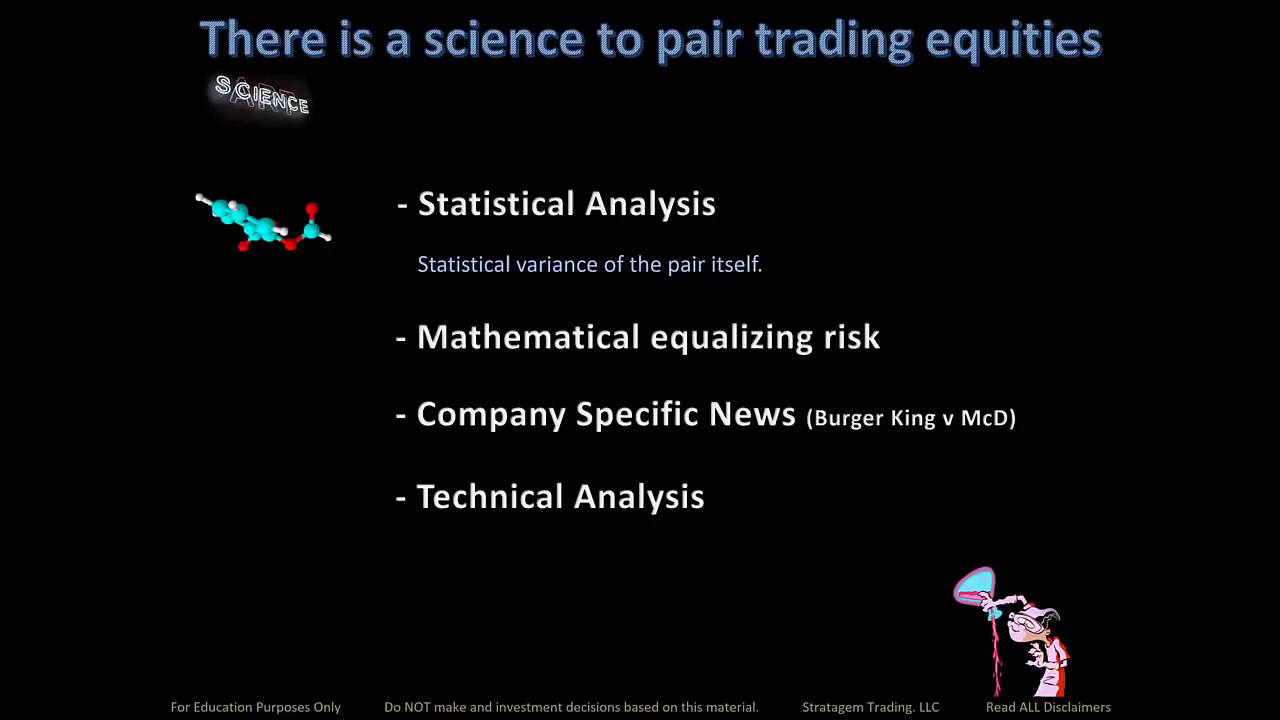 There is a science to pair trading equities
SCIENCE
ART
- Statistical Analysis
Statistical variance of the pair itself.
- Mathematical equalizing risk
- Company Specific News (Burger King v McD)
- Technical Analysis
For Education Purposes Only Do NOT make and investment decisions based on this material. Stratagem Trading. LLC Read ALL Disclaimers